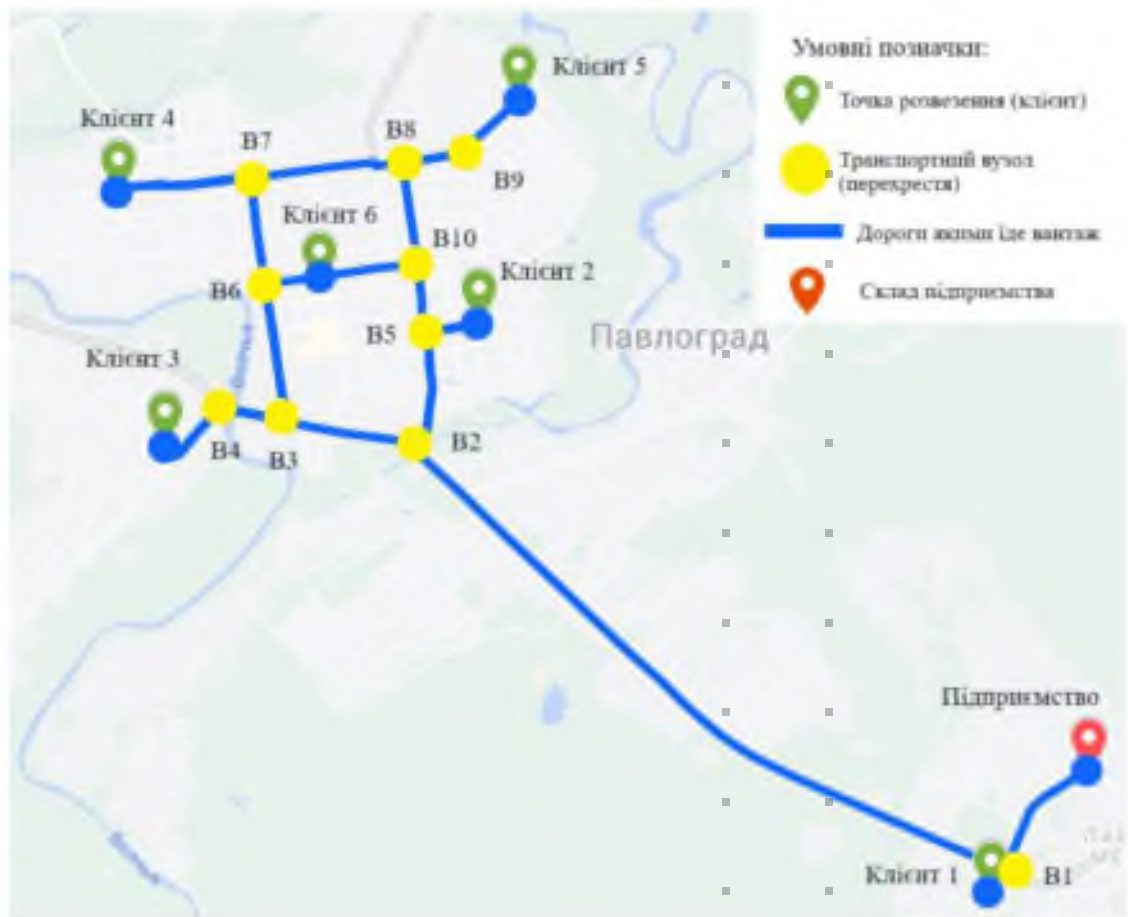 Умовні позначки:
Клієнт 5
Точка розвезення (клієнт)
Клієнт 4
В7
В8
Транспортний вузол
(перехрестя)
В9
Клієнт 6
В10
Дороги якими їде вантаж
Клієнт 2
В6
Склад підприємства
В5
Павлоград
Клієнт 3
В4
В3
В2
Підприємство
Клієнт 1
В1